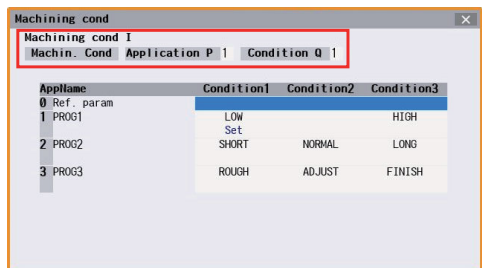 Machining cond
Machining cond I
Machin. Cond Application P 1 Condition Q 1
AppName Condition1 Condition2 Condition3
0 Ref. param
1 PROG1 LOW HIGH
Set
2 PROG2 SHORT NORMAL LONG
3 PROG3 ROUGH ADJUST FINISH